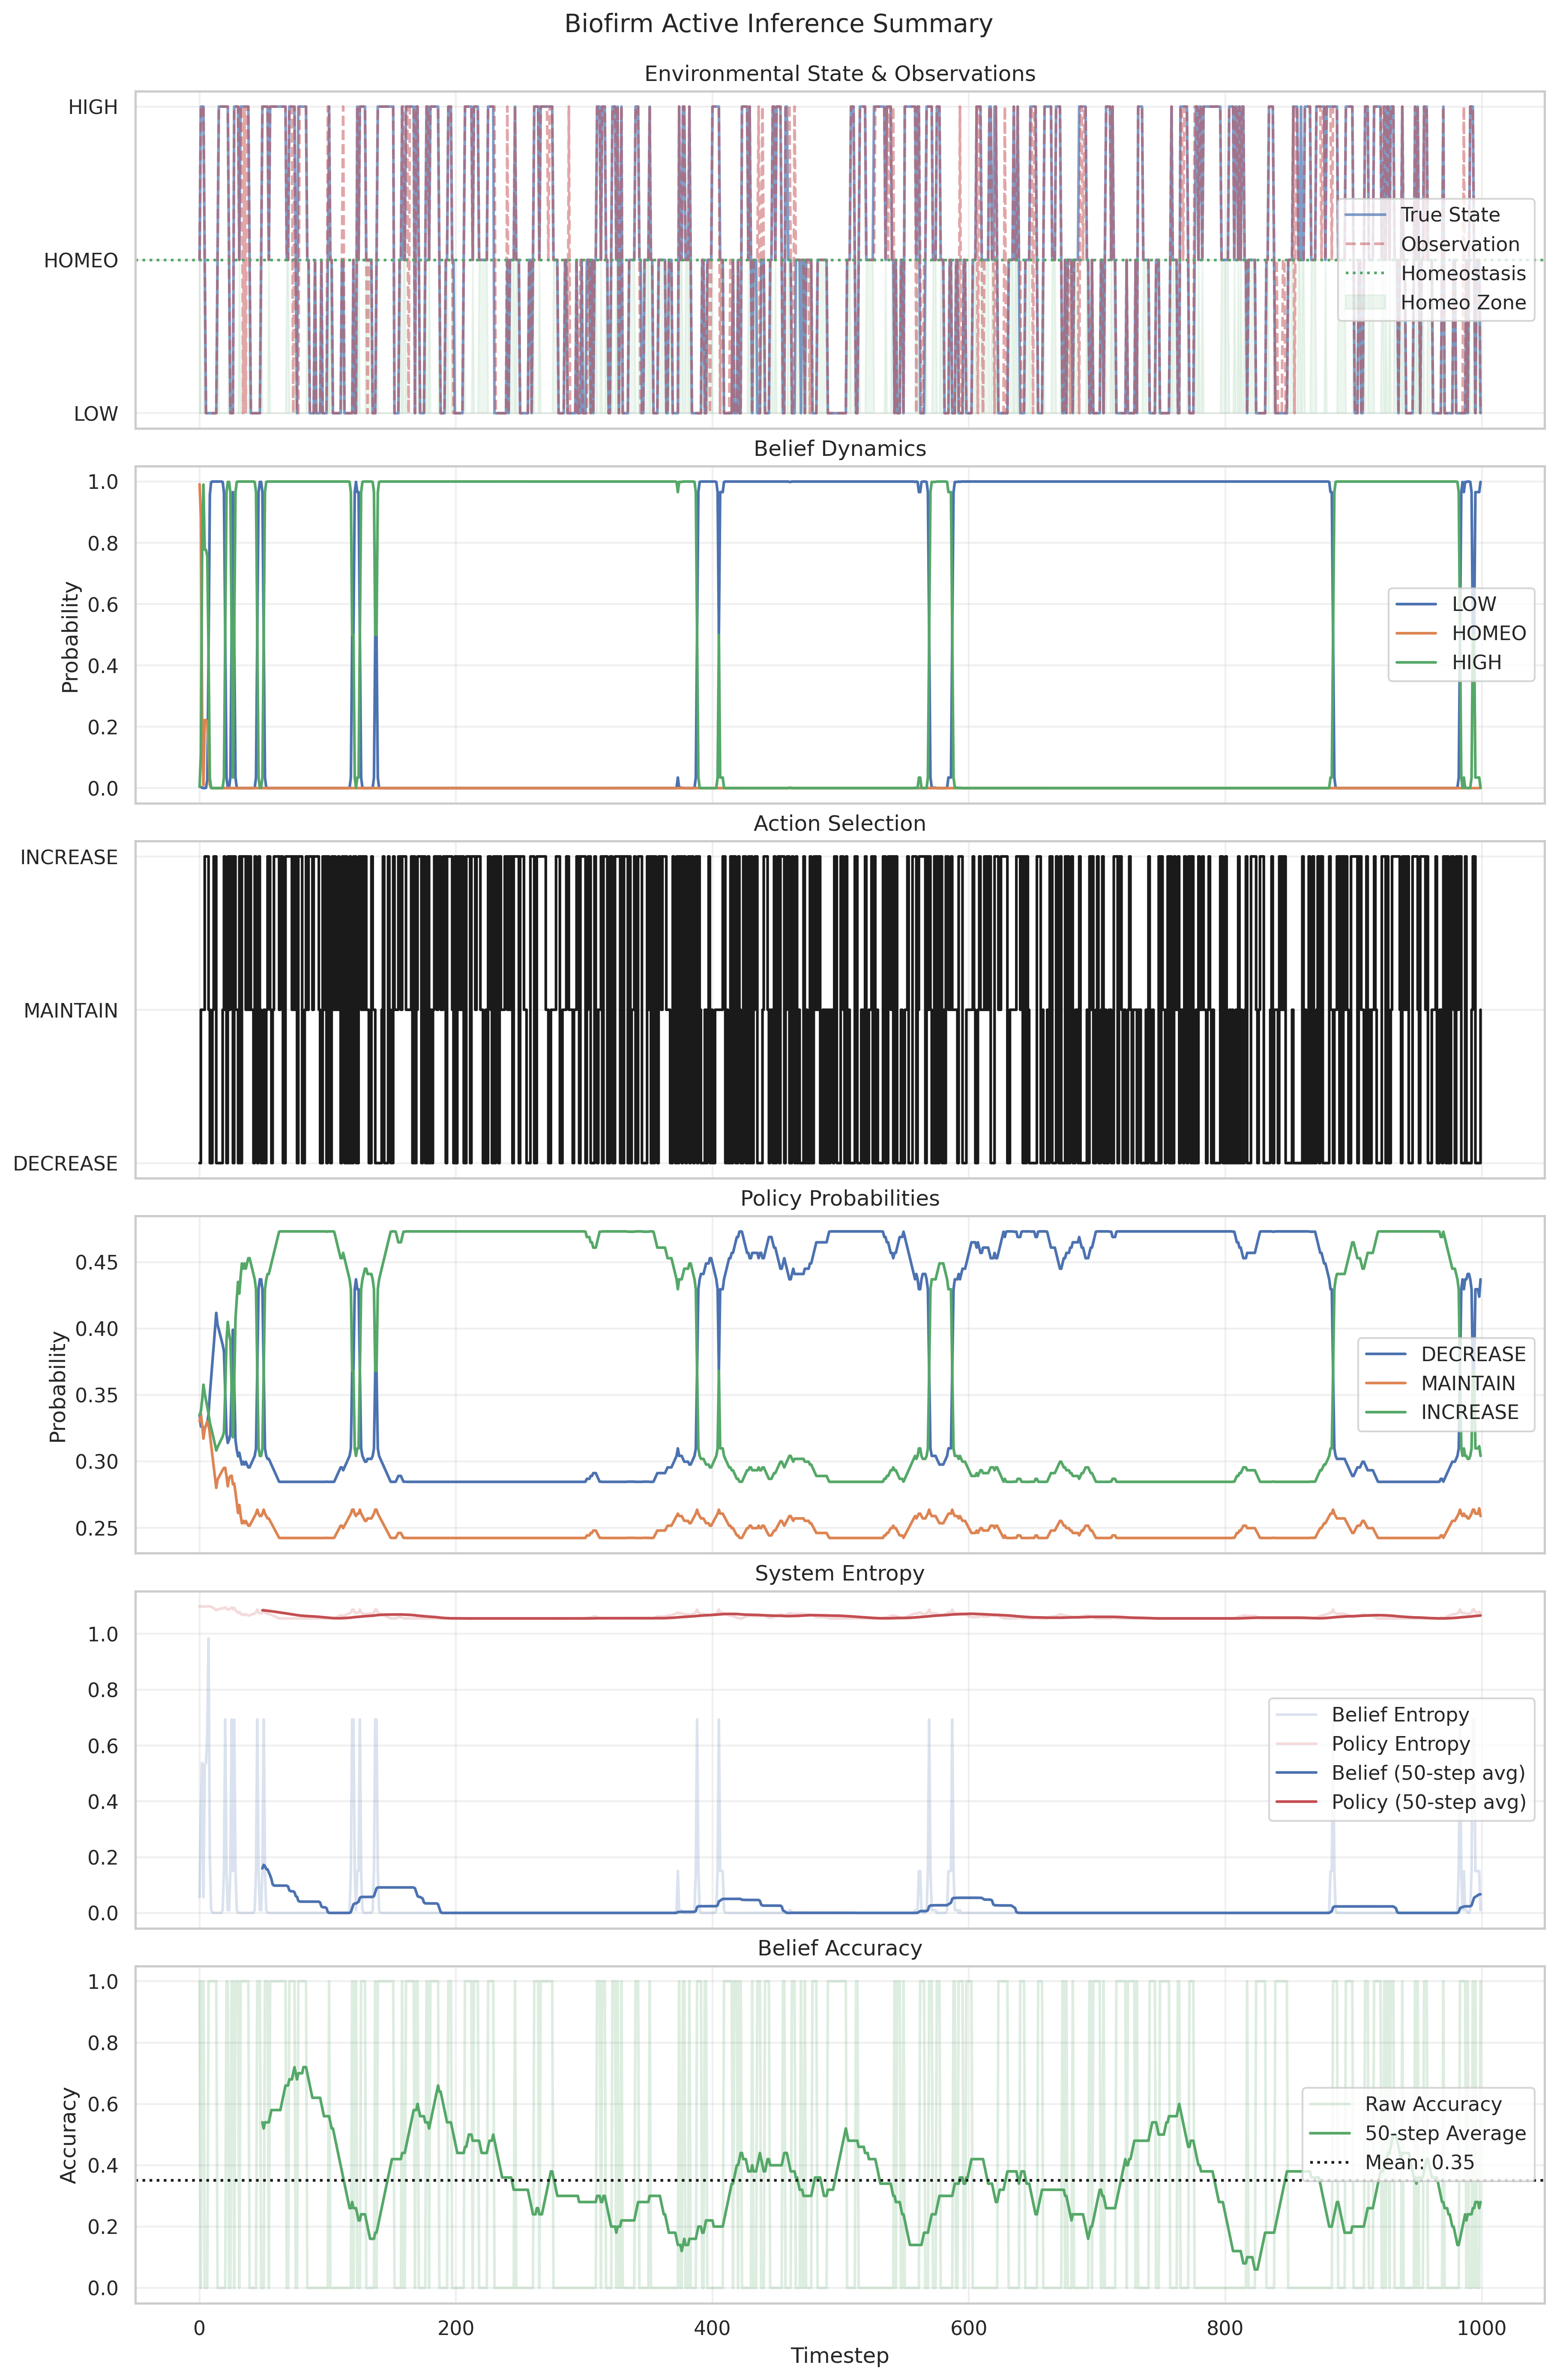 Biofirm Active Inference Summary
Environmental State & Observations
HIGH
HOMEO
LOW
True State
Observation
Homeostasis
Homeo Zone
Belief Dynamics
Probability
1.0
0.8
0.6
0.4
0.2
0.0
LOW
HOMEO
HIGH
Action Selection
INCREASE
MAINTAIN
DECREASE
Policy Probabilities
Probability
0.45
0.40
0.35
0.30
0.25
DECREASE
MAINTAIN
INCREASE
System Entropy
1.0
0.8
0.6
0.4
0.2
0.0
Belief Entropy
Policy Entropy
Belief (50-step avg)
Policy (50-step avg)
Belief Accuracy
Accuracy
1.0
0.8
0.6
0.4
0.2
0.0
Raw Accuracy
50-step Average
Mean: 0.35
0 200 400 600 800 1000
Timestep